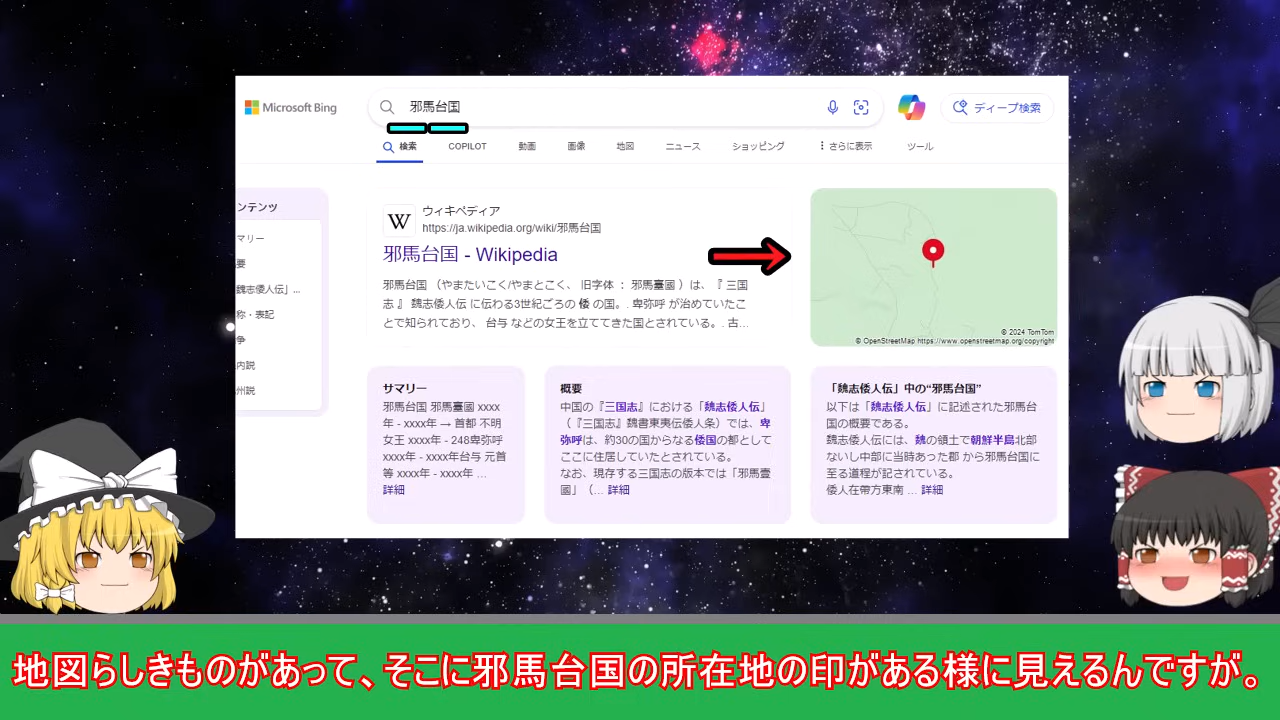 Microsoft Bing
邪馬台国
ディープ検索
検索
COPILOT
動画
画像
地図
ニュース
ショッピング
さらに表示
ツール
ンテンツ
マリー
要
魏志倭人伝」...
称・表記
争
内説
州説
W
ウィキペディア
https://ja.wikipedia.org/wiki/邪馬台国
邪馬台国 - Wikipedia
邪馬台国 （やまたいこく/やまとこく、 旧字体 ： 邪馬臺國 ）は、 『 三国
志 』 魏志倭人伝 に伝わる3世紀ごろの 倭 の国。. 卑弥呼 が治めていたこ
とで知られており、 台与 などの女王を立ててきた国とされている。. 古…
© 2024 TomTom
© OpenStreetMap https://www.openstreetmap.org/copyright
サマリー
邪馬台国 邪馬臺國 xxxx
年 - xxxx年 → 首都 不明
女王 xxxx年 - 248卑弥呼
xxxx年 - xxxx年台与 元首
等 xxxx年 - xxxx年 …
詳細
概要
中国の『三国志』における「魏志倭人伝」
（『三国志』魏書東夷伝倭人条）では、卑
弥呼は、約30の国からなる倭国の都として
ここに住居していたとされている。
なお、現存する三国志の版本では「邪馬壹
國」（… 詳細
「魏志倭人伝」中の“邪馬台国”
以下は「魏志倭人伝」に記述された邪馬台
国の概要である。
魏志倭人伝には、魏の領土で朝鮮半島北部
ないし中部に当時あった郡 から邪馬台国に
至る道程が記されている。
倭人在帶方東南 … 詳細
地図らしきものがあって、そこに邪馬台国の所在地の印がある様に見えるんですが。